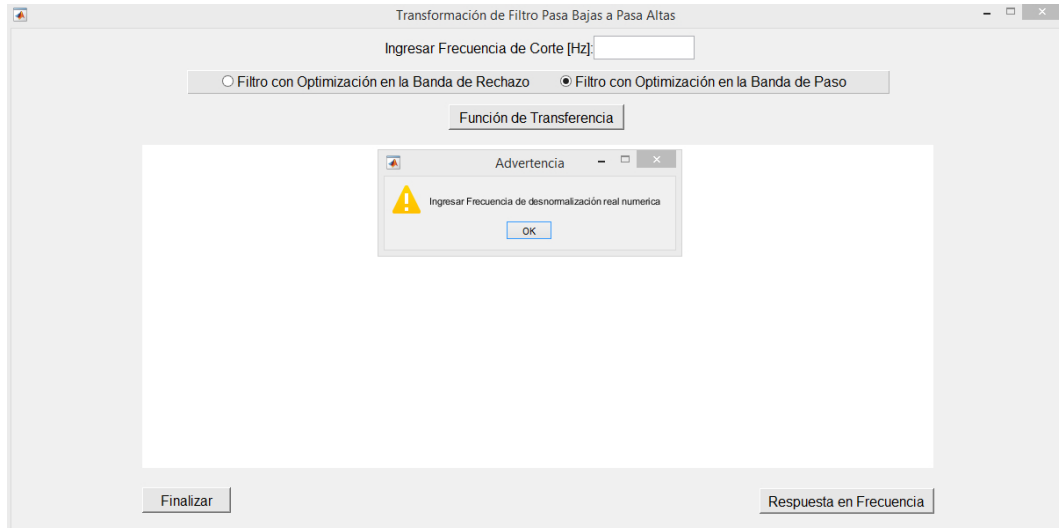 Transformación de Filtro Pasa Bajas a Pasa Altas
Ingresar Frecuencia de Corte [Hz]:
Filtro con Optimización en la Banda de Rechazo Filtro con Optimización en la Banda de Paso
Función de Transferencia
Advertencia
Ingresar Frecuencia de desnormalización real numerica
OK
Finalizar
Respuesta en Frecuencia